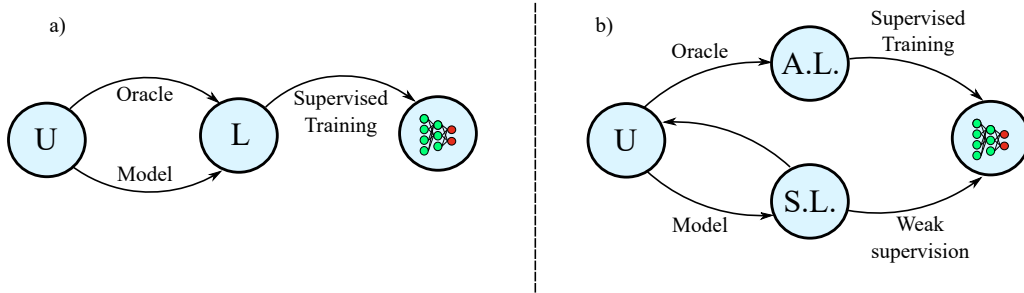 a)
U
Oracle
Model
L
Supervised
Training
b)
U
Oracle
Model
A.L.
S.L.
Supervised
Training
Weak
supervision